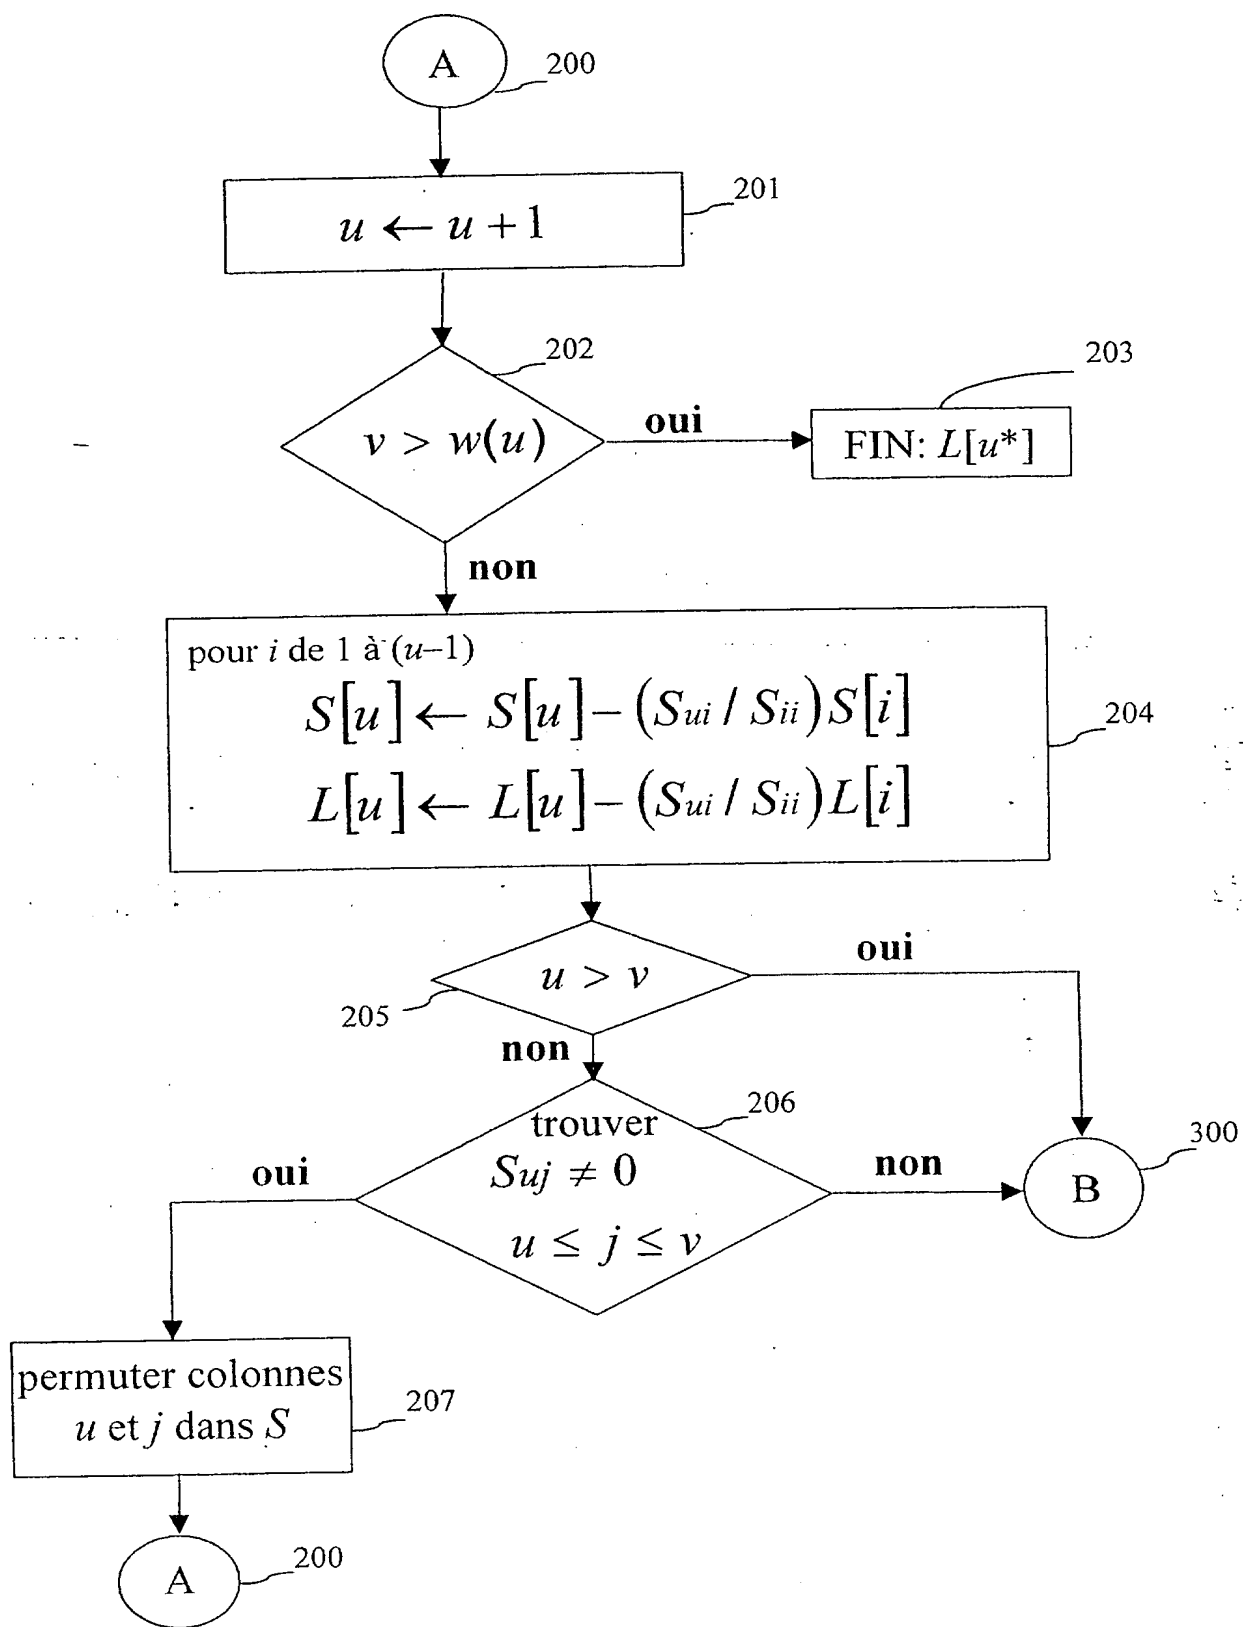 A
200
u ← u + 1
201
v > w(u)
202
oui
203
FIN: L[u*]
non
pour i de 1 à (u–1)
S[u] ← S[u] – (Sui / Sii) S[i]
L[u] ← L[u] – (Sui / Sii) L[i]
204
u > v
oui
205
non
206
trouver
Suj ≠ 0
u ≤ j ≤ v
oui
non
B
300
permuter colonnes
u et j dans S
207
A
200